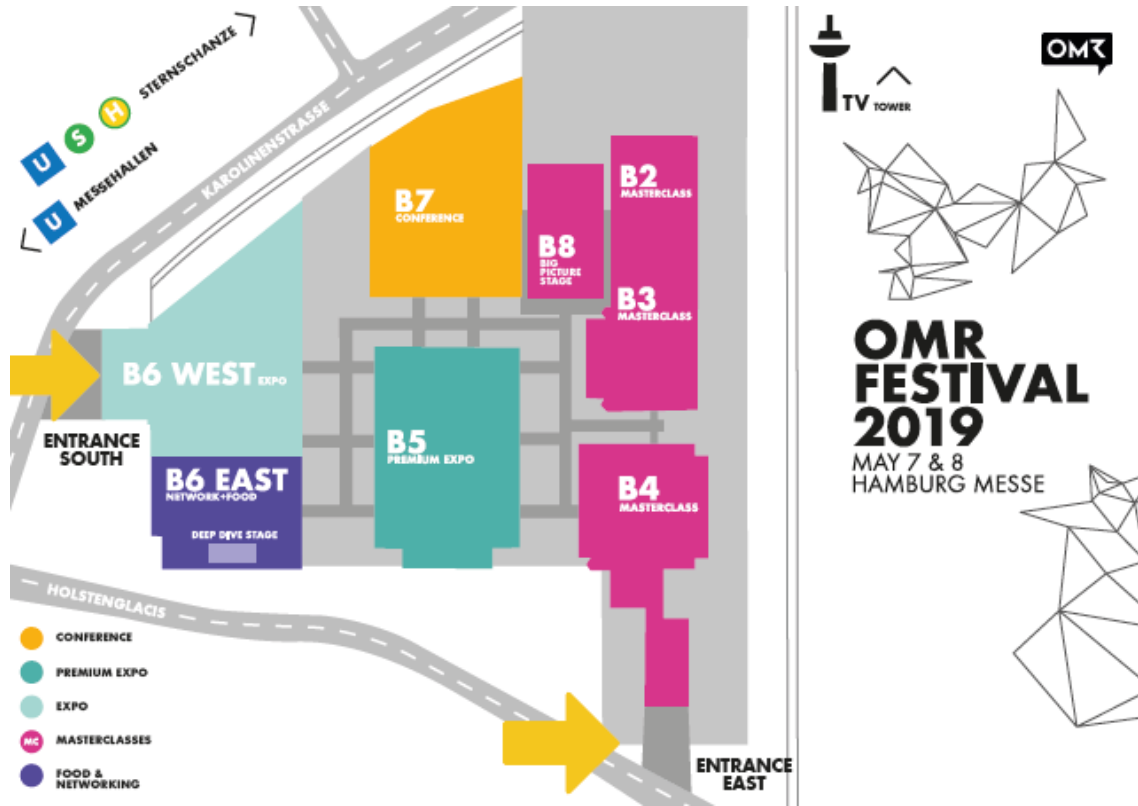 STERNSCHANZE
U S H
MESSEHALLEN
U
KAROLINENSTRASSE
B7
CONFERENCE
B8
BIG
PICTURE
STAGE
B2
MASTERCLASS
B3
MASTERCLASS
B6 WEST EXPO
ENTRANCE
SOUTH
B6 EAST
NETWORK+FOOD
DEEP DIVE STAGE
B5
PREMIUM EXPO
B4
MASTERCLASS
HOLSTENGLACIS
CONFERENCE
PREMIUM EXPO
EXPO
MC MASTERCLASSES
FOOD &
NETWORKING
ENTRANCE
EAST
TV TOWER
OMR
OMR
FESTIVAL
2019
MAY 7 & 8
HAMBURG MESSE